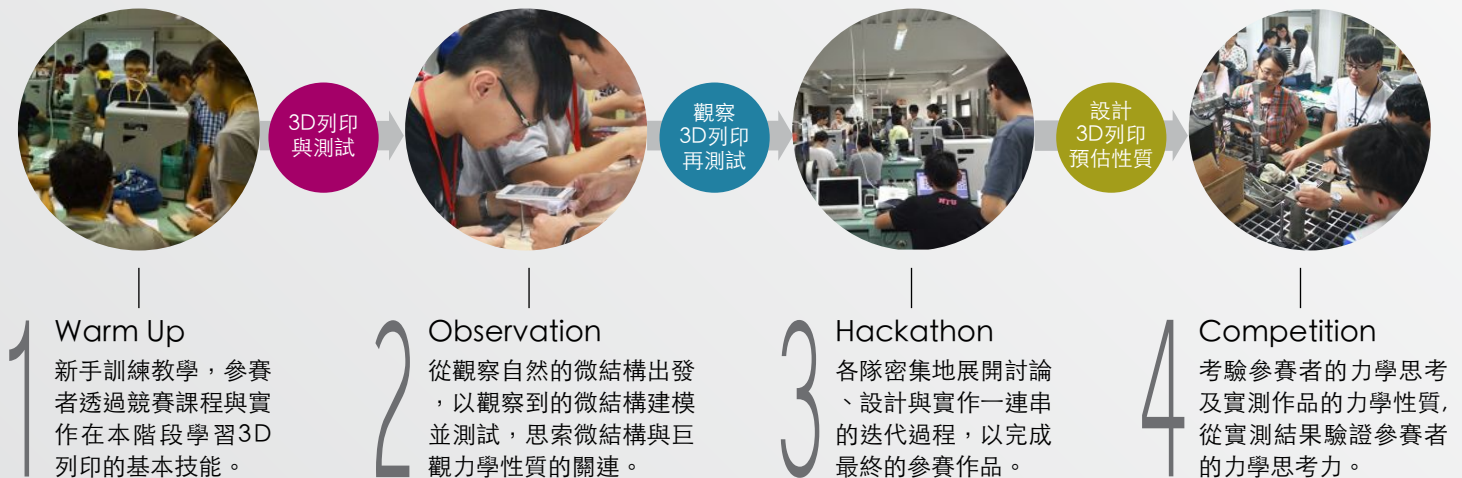 3D列印
與測試
觀察
3D列印
再測試
設計
3D列印
預估性質
NTU
1
Warm Up
新手訓練教學，參賽
者透過競賽課程與實
作在本階段學習3D
列印的基本技能。
2
Observation
從觀察自然的微結構出發
，以觀察到的微結構建模
並測試，思索微結構與巨
觀力學性質的關連。
3
Hackathon
各隊密集地展開討論
、設計與實作一連串
的迭代過程，以完成
最終的參賽作品。
4
Competition
考驗參賽者的力學思考
及實測作品的力學性質,
從實測結果驗證參賽者
的力學思考力。